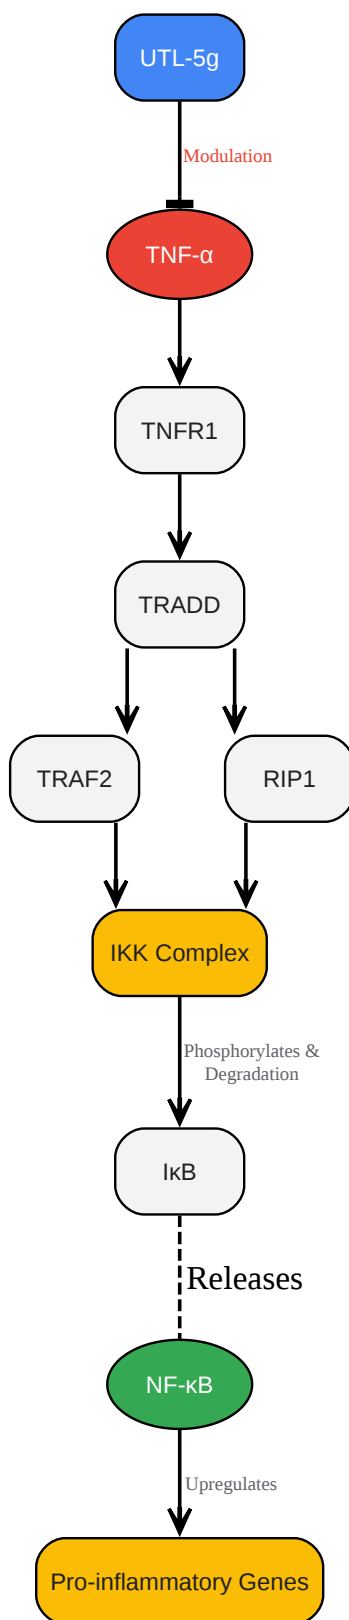 UTL-5g
Modulation
TNF-α
TNFR1
TRADD
TRAF2
RIP1
IKK Complex
Phosphorylates &
Degradation
IκB
Releases
NF-κB
Upregulates
Pro-inflammatory Genes